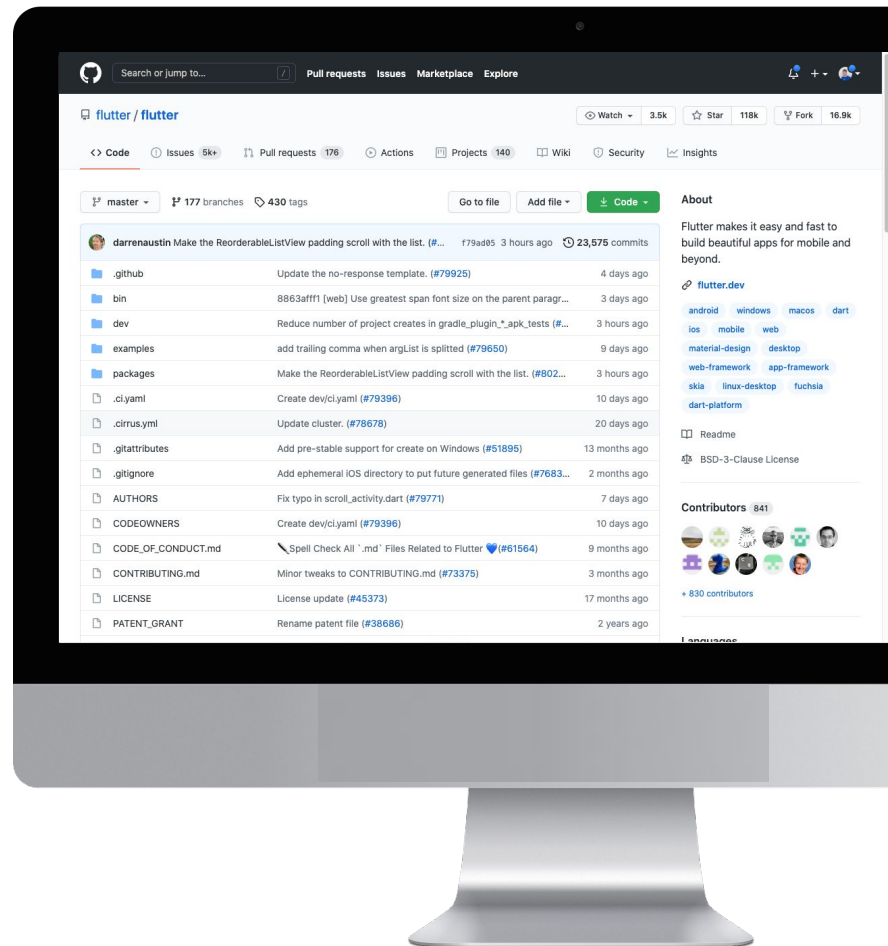 Search or jump to... / Pull requests Issues Marketplace Explore
flutter / flutter Watch 3.5k Star 118k Fork 16.9k
Code Issues 5k+ Pull requests 176 Actions Projects 140 Wiki Security Insights
master 177 branches 430 tags Go to file Add file Code
darrenaustin Make the ReorderableListView padding scroll with the list. (#... f79ad05 3 hours ago 23,575 commits
.github Update the no-response template. (#79925) 4 days ago
bin 8863afff1 [web] Use greatest span font size on the parent paragr... 3 days ago
dev Reduce number of project creates in gradle_plugin_*_apk_tests (#... 3 hours ago
examples add trailing comma when argList is splitted (#79650) 9 days ago
packages Make the ReorderableListView padding scroll with the list. (#802... 3 hours ago
.ci.yaml Create dev/ci.yaml (#79396) 10 days ago
.cirrus.yml Update cluster. (#78678) 20 days ago
.gitattributes Add pre-stable support for create on Windows (#51895) 13 months ago
.gitignore Add ephemeral iOS directory to put future generated files (#7683... 2 months ago
AUTHORS Fix typo in scroll_activity.dart (#79771) 7 days ago
CODEOWNERS Create dev/ci.yaml (#79396) 10 days ago
CODE_OF_CONDUCT.md Spell Check All `.md` Files Related to Flutter 💙(#61564) 9 months ago
CONTRIBUTING.md Minor tweaks to CONTRIBUTING.md (#73375) 3 months ago
LICENSE License update (#45373) 17 months ago
PATENT_GRANT Rename patent file (#38686) 2 years ago
About
Flutter makes it easy and fast to
build beautiful apps for mobile and
beyond.
flutter.dev
android windows macos dart
ios mobile web
material-design desktop
web-framework app-framework
skia linux-desktop fuchsia
dart-platform
Readme
BSD-3-Clause License
Contributors 841
+ 830 contributors
Languages